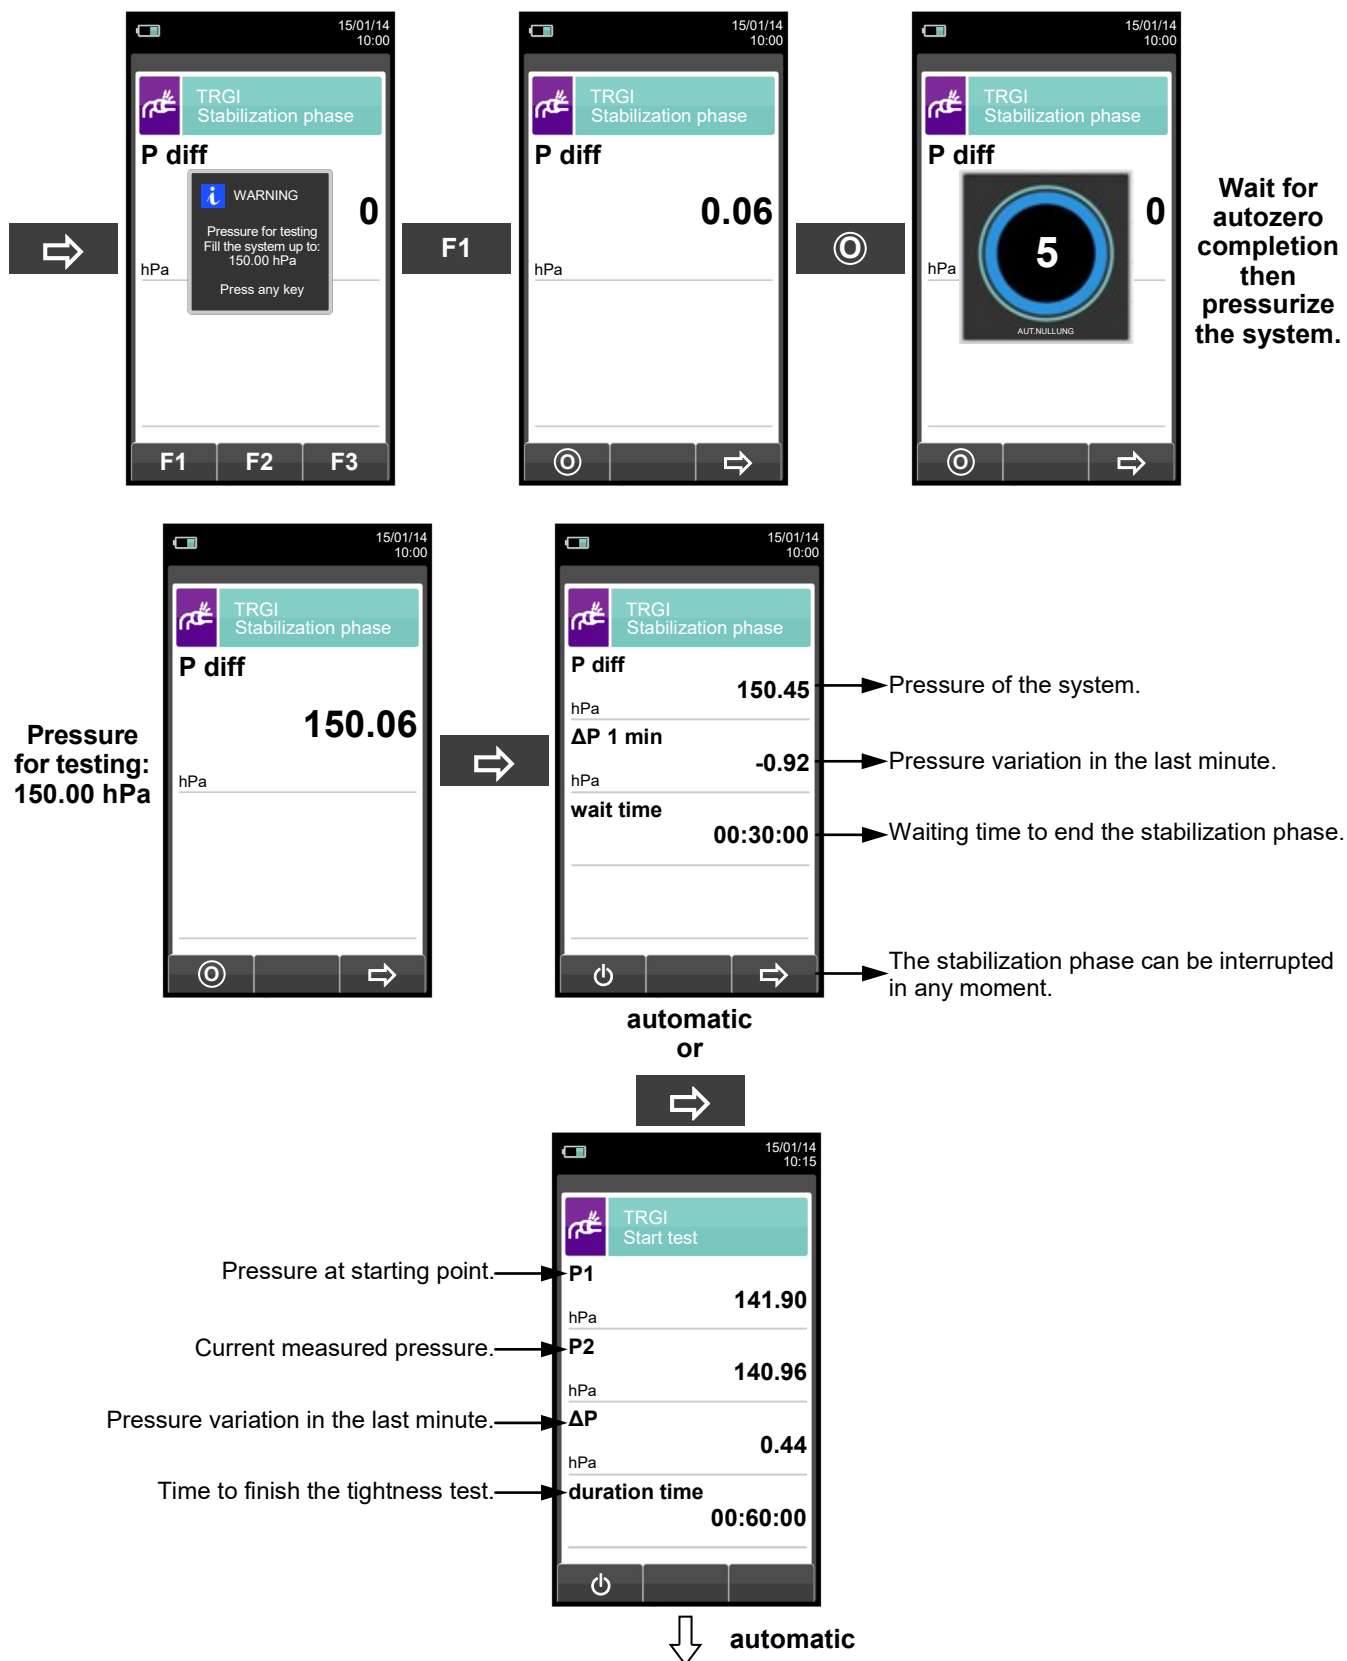 15/01/14
10:00
TRGI
Stabilization phase
P diff
WARNING
Pressure for testing
Fill the system up to:
150.00 hPa
Press any key
0
hPa
F1 F2 F3
F1
15/01/14
10:00
TRGI
Stabilization phase
P diff
0.06
hPa
15/01/14
10:00
TRGI
Stabilization phase
P diff
0
5
hPa
AUT.NULLUNG
Wait for
autozero
completion
then
pressurize
the system.
Pressure
for testing:
150.00 hPa
15/01/14
10:00
TRGI
Stabilization phase
P diff
150.06
hPa
15/01/14
10:00
TRGI
Stabilization phase
P diff
150.45
hPa
ΔP 1 min
-0.92
hPa
wait time
00:30:00
Pressure of the system.
Pressure variation in the last minute.
Waiting time to end the stabilization phase.
The stabilization phase can be interrupted
in any moment.
automatic
or
15/01/14
10:15
TRGI
Start test
Pressure at starting point.
P1
141.90
hPa
Current measured pressure.
P2
140.96
hPa
Pressure variation in the last minute.
ΔP
0.44
hPa
Time to finish the tightness test.
duration time
00:60:00
automatic